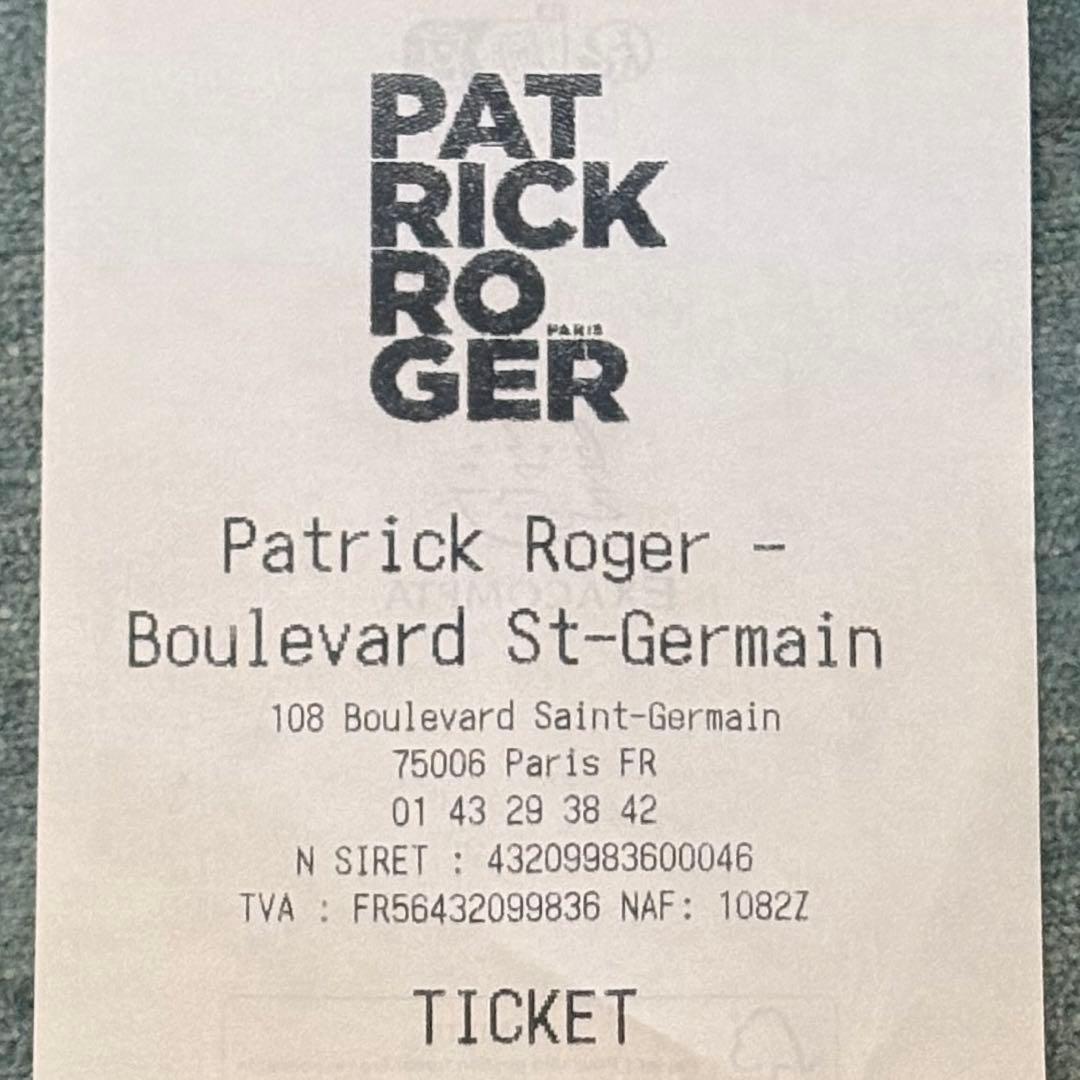 PAT
RICK
RO
PARIS
GER
Patrick Roger -
Boulevard St-Germain
108 Boulevard Saint-Germain
75006 Paris FR
01 43 29 38 42
N SIRET : 43209983600046
TVA : FR56432099836 NAF: 1082Z
TICKET